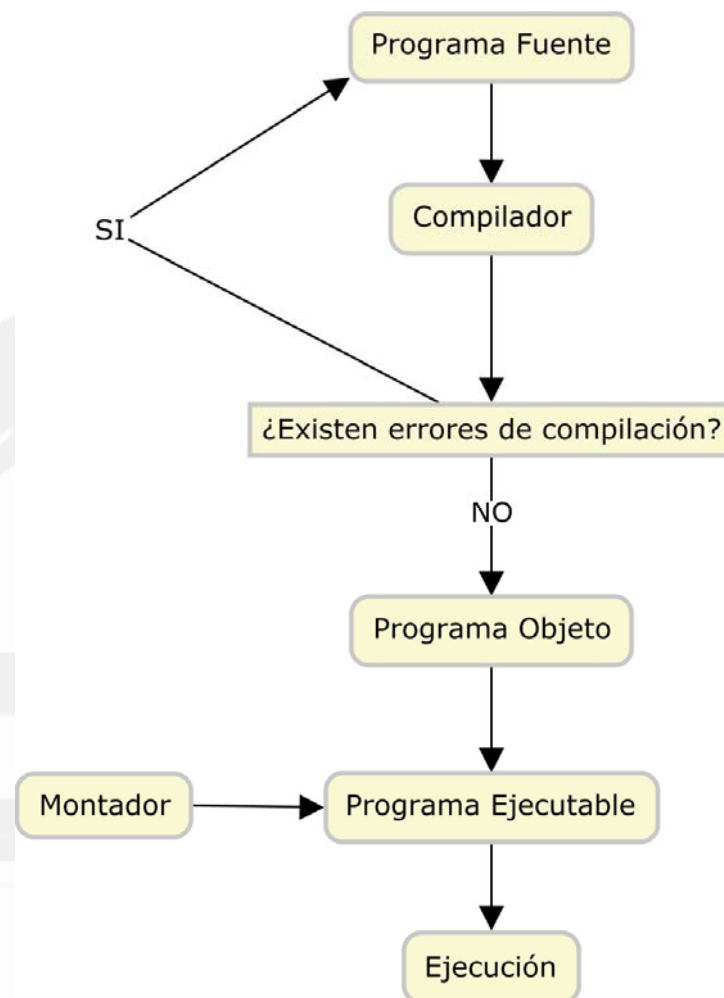 Programa Fuente
Compilador
SI
¿Existen errores de compilación?
NO
Programa Objeto
Montador
Programa Ejecutable
Ejecución